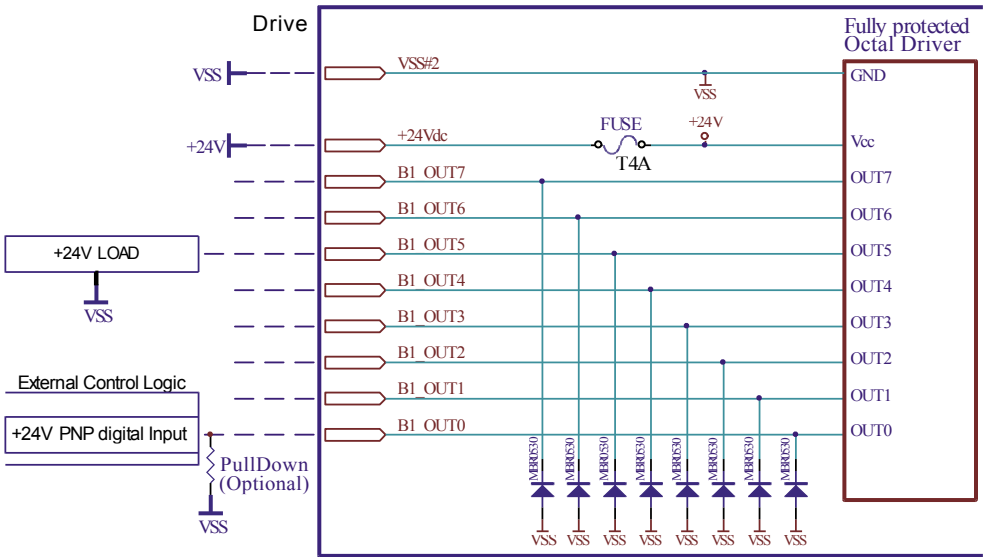 Drive
Fully protected
Octal Driver
VSS
VSS#2
GND
VSS
+24V
+24Vdc
FUSE
T4A
+24V
Vcc
B1_OUT7
OUT7
B1_OUT6
OUT6
+24V LOAD
B1_OUT5
OUT5
VSS
B1_OUT4
OUT4
B1_OUT3
OUT3
B1_OUT2
OUT2
External Control Logic
B1_OUT1
OUT1
+24V PNP digital Input
B1_OUT0
OUT0
PullDown
(Optional)
VSS
MBR0530 MBR0530 MBR0530 MBR0530 MBR0530 MBR0530 MBR0530 MBR0530
VSS VSS VSS VSS VSS VSS VSS VSS